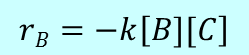 r_B = −k[B][C]